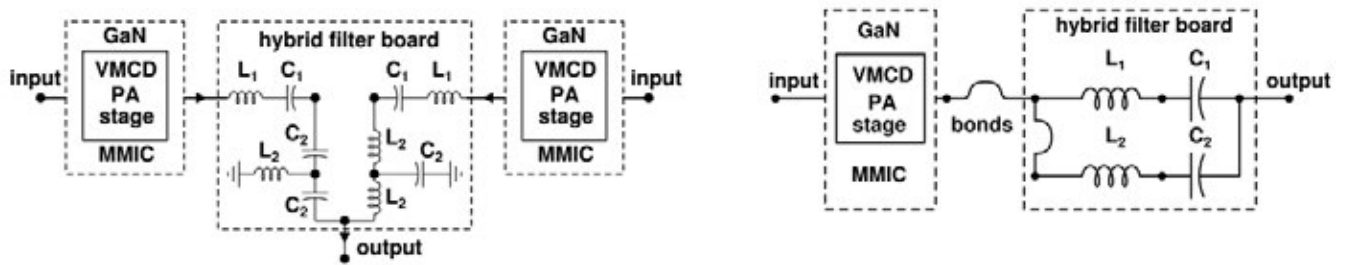 GaN
hybrid filter board
GaN
input
VMCD
PA
stage
MMIC
L1
C1
C1
L1
C2
L2
L2
C2
C2
L2
VMCD
PA
stage
MMIC
input
output
GaN
input
VMCD
PA
stage
MMIC
bonds
hybrid filter board
L1
C1
L2
C2
output